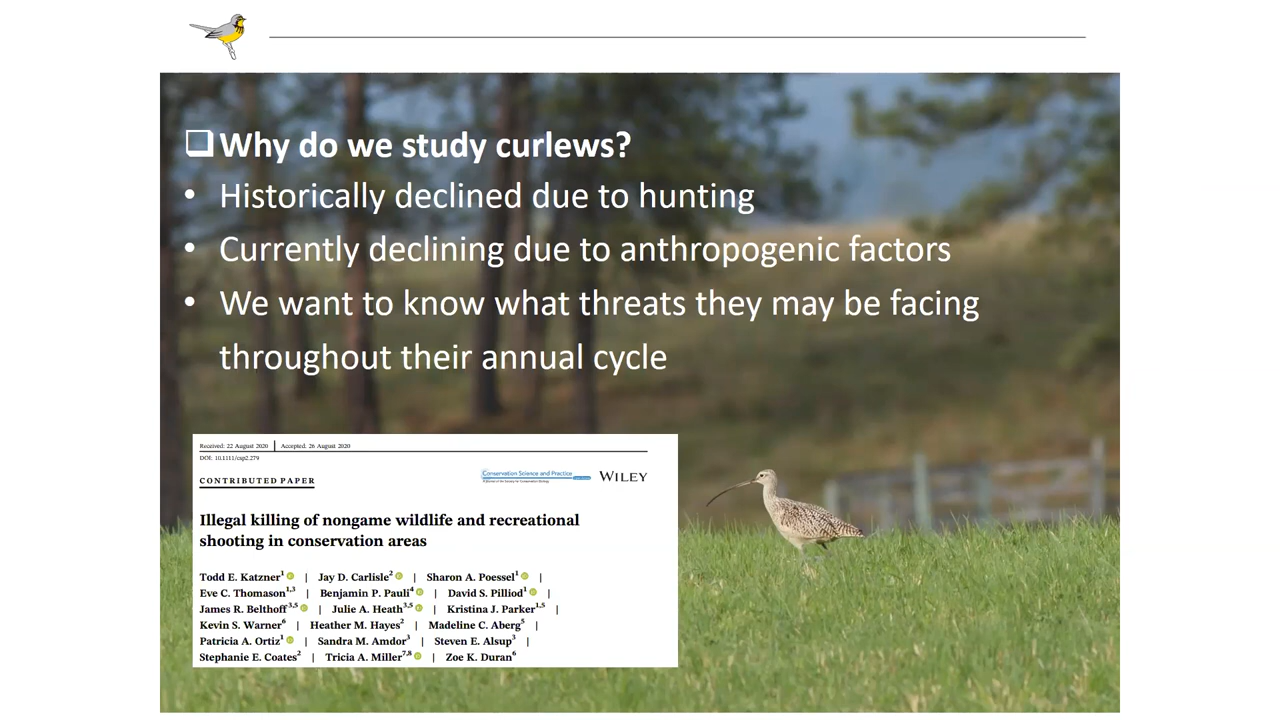 ❑ Why do we study curlews?
• Historically declined due to hunting
• Currently declining due to anthropogenic factors
• We want to know what threats they may be facing
throughout their annual cycle
Received: 22 August 2020 | Accepted: 26 August 2020
DOI: 10.1111/csp2.279
CONTRIBUTED PAPER
Conservation Science and Practice
WILEY
Illegal killing of nongame wildlife and recreational
shooting in conservation areas
Todd E. Katzner1 | Jay D. Carlisle2 | Sharon A. Poessel1 |
Eve C. Thomason1,3 | Benjamin P. Pauli4 | David S. Pilliod1 |
James R. Belthoff3,5 | Julie A. Heath3,5 | Kristina J. Parker1,5 |
Kevin S. Warner6 | Heather M. Hayes2 | Madeline C. Aberg5 |
Patricia A. Ortiz1 | Sandra M. Amdor3 | Steven E. Alsup3 |
Stephanie E. Coates2 | Tricia A. Miller7,8 | Zoe K. Duran6